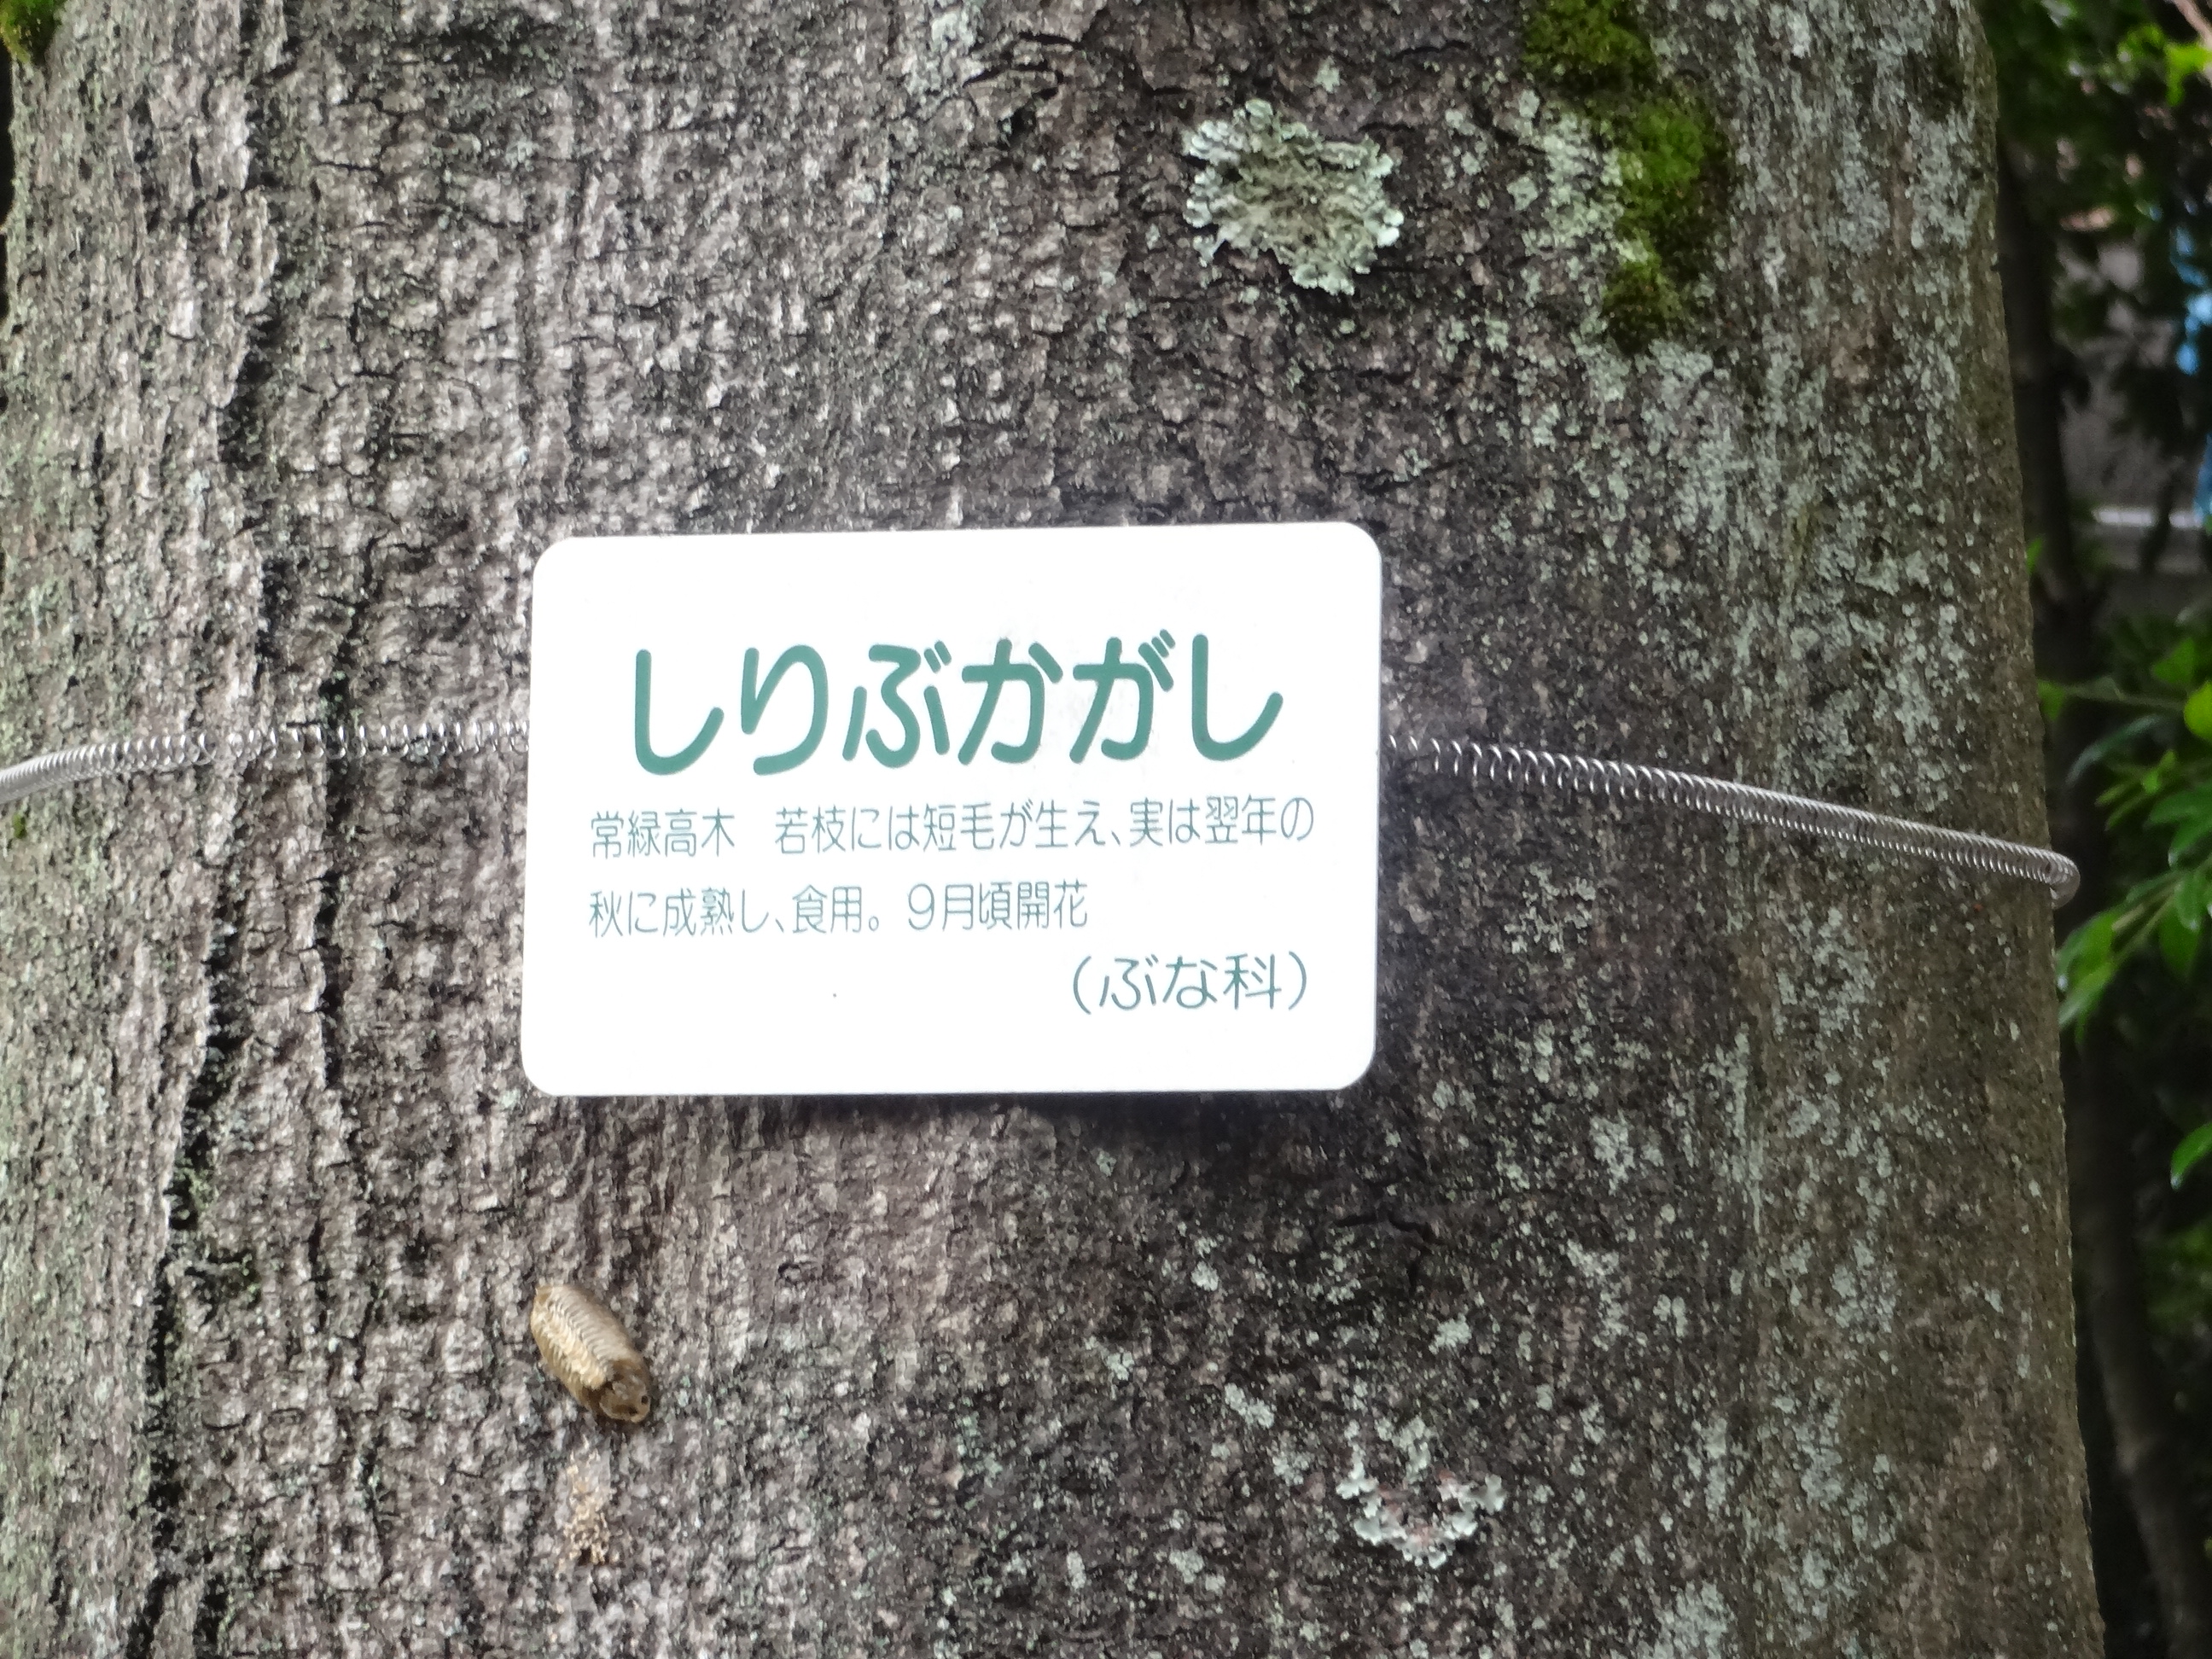 しりぶかがし
常緑高木　若枝には短毛が生え、実は翌年の
秋に成熟し、食用。９月頃開花
（ぶな科）